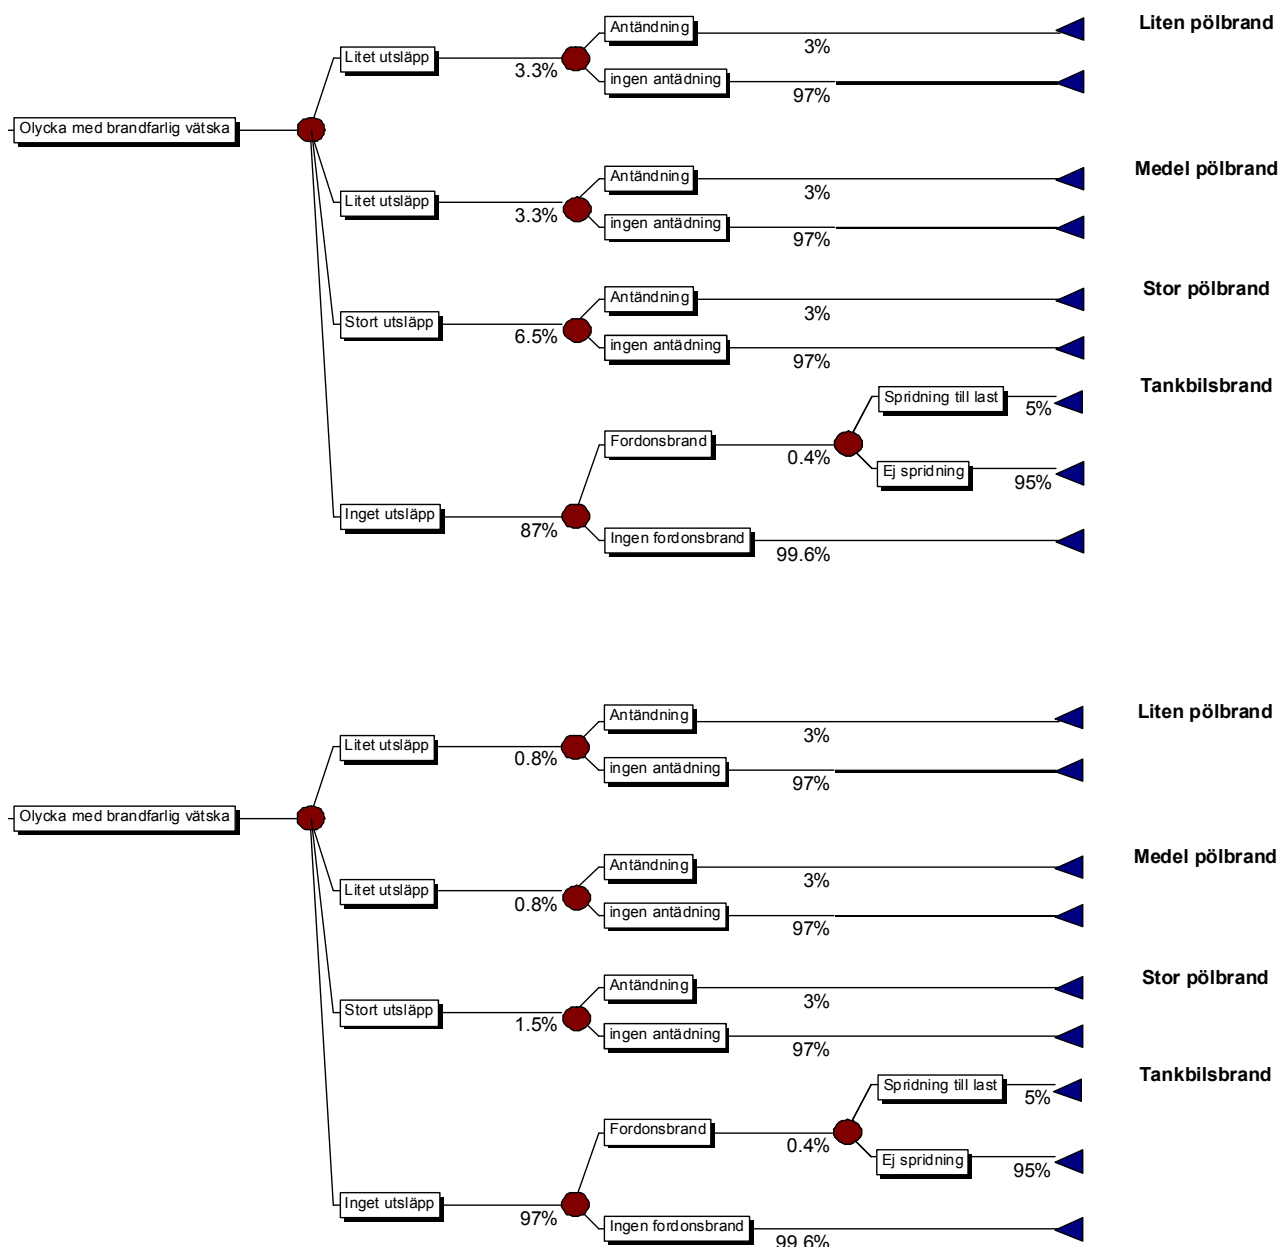 Antändning
3%
Liten pölbrand
Litet utsläpp
3.3%
ingen antädning
97%
Olycka med brandfarlig vätska
Antändning
3%
Medel pölbrand
Litet utsläpp
3.3%
ingen antädning
97%
Antändning
3%
Stor pölbrand
Stort utsläpp
6.5%
ingen antädning
97%
Tankbilsbrand
Spridning till last
5%
Fordonsbrand
0.4%
Ej spridning
95%
Inget utsläpp
87%
Ingen fordonsbrand
99.6%
Antändning
3%
Liten pölbrand
Litet utsläpp
0.8%
ingen antädning
97%
Olycka med brandfarlig vätska
Antändning
3%
Medel pölbrand
Litet utsläpp
0.8%
ingen antädning
97%
Antändning
3%
Stor pölbrand
Stort utsläpp
1.5%
ingen antädning
97%
Tankbilsbrand
Spridning till last
5%
Fordonsbrand
0.4%
Ej spridning
95%
Inget utsläpp
97%
Ingen fordonsbrand
99.6%